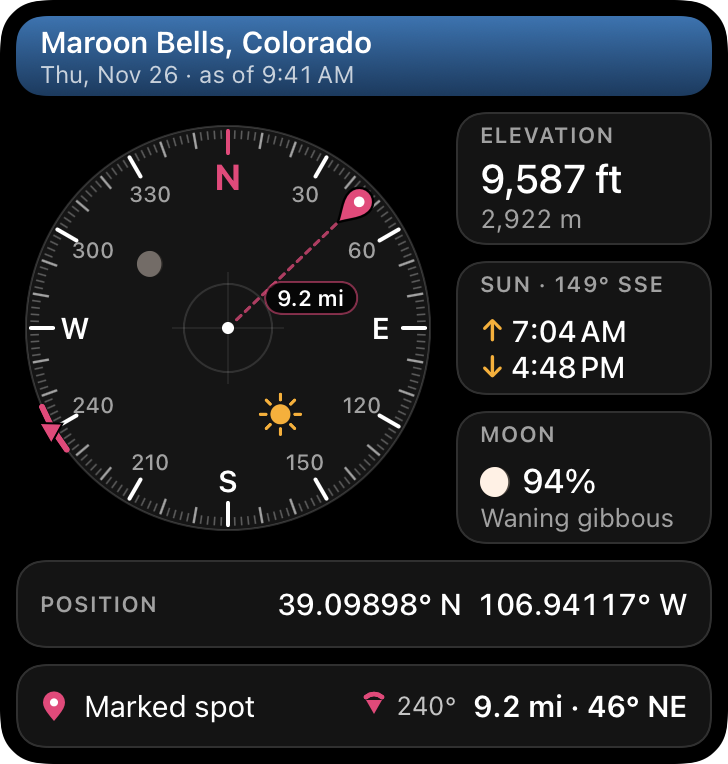 Maroon Bells, Colorado
Thu, Nov 26 · as of 9:41 AM
N
330
30
300
60
9.2 mi
W
E
240
120
210
150
S
ELEVATION
9,587 ft
2,922 m
SUN · 149° SSE
↑ 7:04 AM
↓ 4:48 PM
MOON
94%
Waning gibbous
POSITION 39.09898° N 106.94117° W
Marked spot 240° 9.2 mi · 46° NE